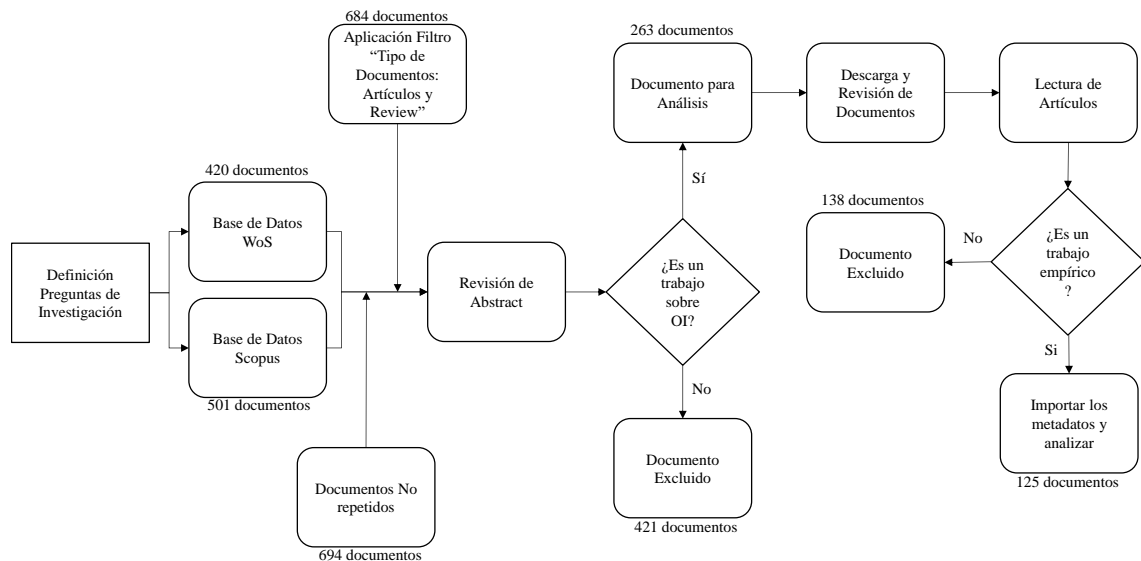 684 documentos
Aplicación Filtro
“Tipo de
Documentos:
Artículos y
Review”
263 documentos
Documento para
Análisis
Descarga y
Revisión de
Documentos
Lectura de
Artículos
420 documentos
Base de Datos
WoS
Sí
138 documentos
Documento
Excluido
No
¿Es un
trabajo
empírico
?
Definición
Preguntas de
Investigación
Revisión de
Abstract
¿Es un
trabajo
sobre
OI?
Base de Datos
Scopus
501 documentos
Si
No
Importar los
metadatos y
analizar
125 documentos
Documentos No
repetidos
694 documentos
Documento
Excluido
421 documentos